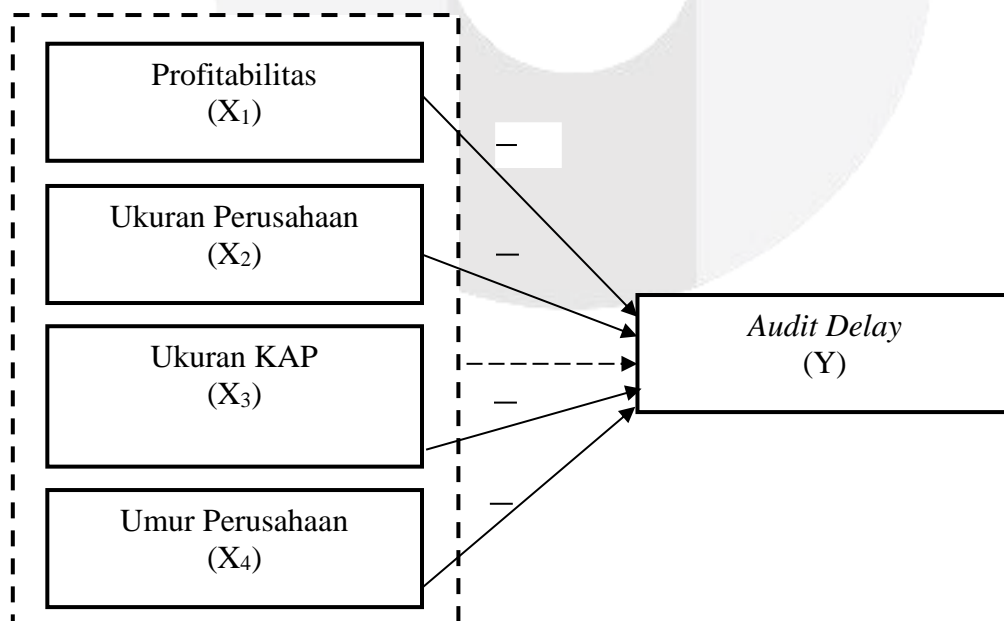 Profitabilitas
(X₁)
—
Ukuran Perusahaan
(X₂)
—
Audit Delay
(Y)
Ukuran KAP
(X₃)
—
Umur Perusahaan
(X₄)
—